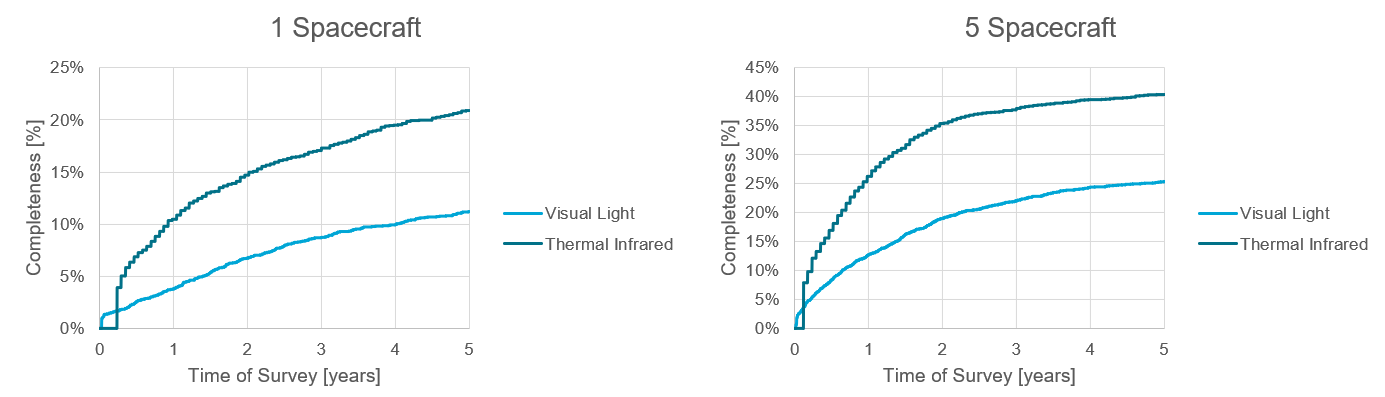 1 Spacecraft
25%
20%
15%
10%
5%
0%
Completeness [%]
0 1 2 3 4 5
Time of Survey [years]
Visual Light
Thermal Infrared
5 Spacecraft
45%
40%
35%
30%
25%
20%
15%
10%
5%
0%
Completeness [%]
0 1 2 3 4 5
Time of Survey [years]
Visual Light
Thermal Infrared